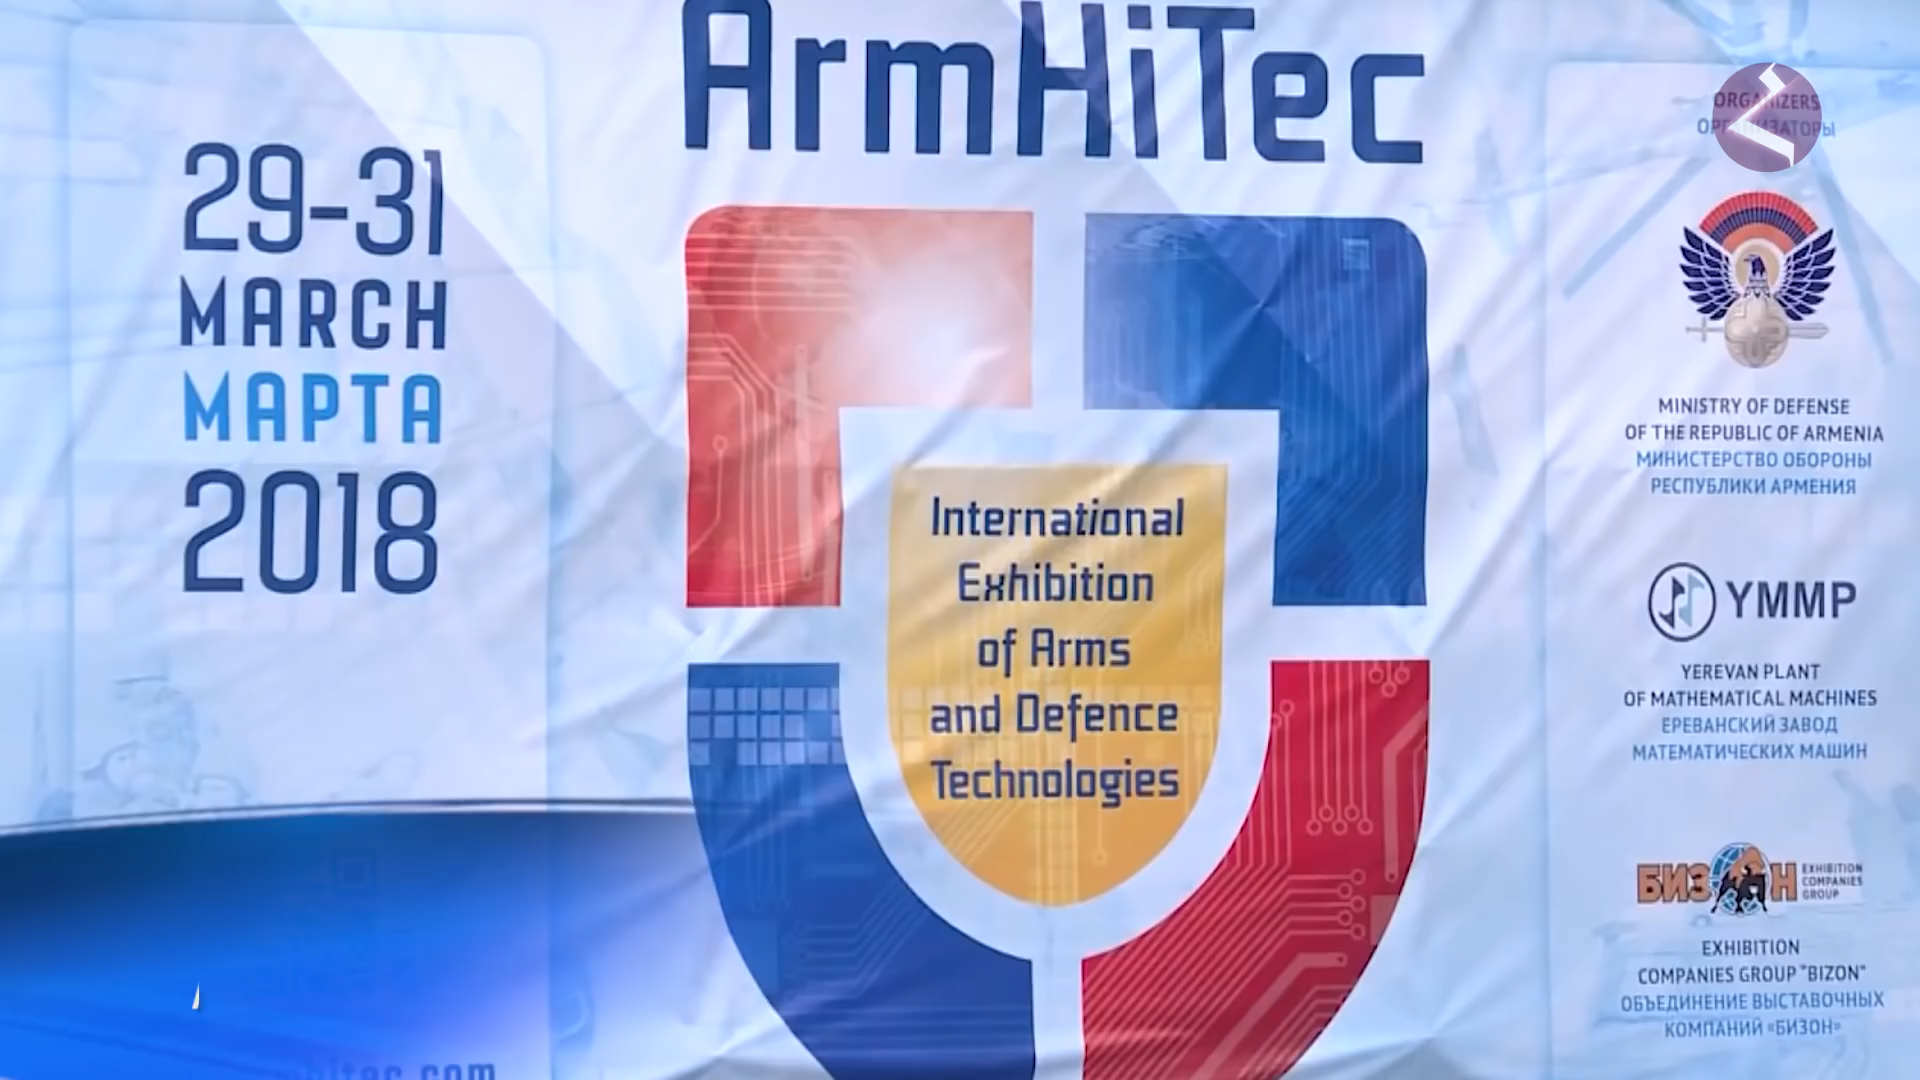 ArmHiTec
29-31
MARCH
МАРТА
2018
International
Exhibition
of Arms
and Defence
Technologies
ORGANIZERS
ОРГАНИЗАТОРЫ
MINISTRY OF DEFENSE
OF THE REPUBLIC OF ARMENIA
МИНИСТЕРСТВО ОБОРОНЫ
РЕСПУБЛИКИ АРМЕНИЯ
YMMP
YEREVAN PLANT
OF MATHEMATICAL MACHINES
ЕРЕВАНСКИЙ ЗАВОД
МАТЕМАТИЧЕСКИХ МАШИН
БИЗОН
EXHIBITION
COMPANIES
GROUP
EXHIBITION
COMPANIES GROUP "BIZON"
ОБЪЕДИНЕНИЕ ВЫСТАВОЧНЫХ
КОМПАНИЙ «БИЗОН»